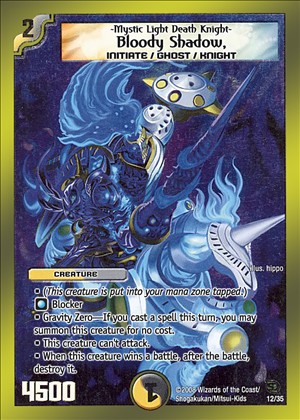 2
-Mystic Light Death Knight-
Bloody Shadow,
INITIATE / GHOST / KNIGHT
illus. hippo
CREATURE
• (This creature is put into your mana zone tapped.)
• Blocker
• Gravity Zero—If you cast a spell this turn, you may
summon this creature for no cost.
• This creature can't attack.
• When this creature wins a battle, after the battle,
destroy it.
4500
1
©2008 Wizards of the Coast/
Shogakukan/Mitsui-Kids
12/35